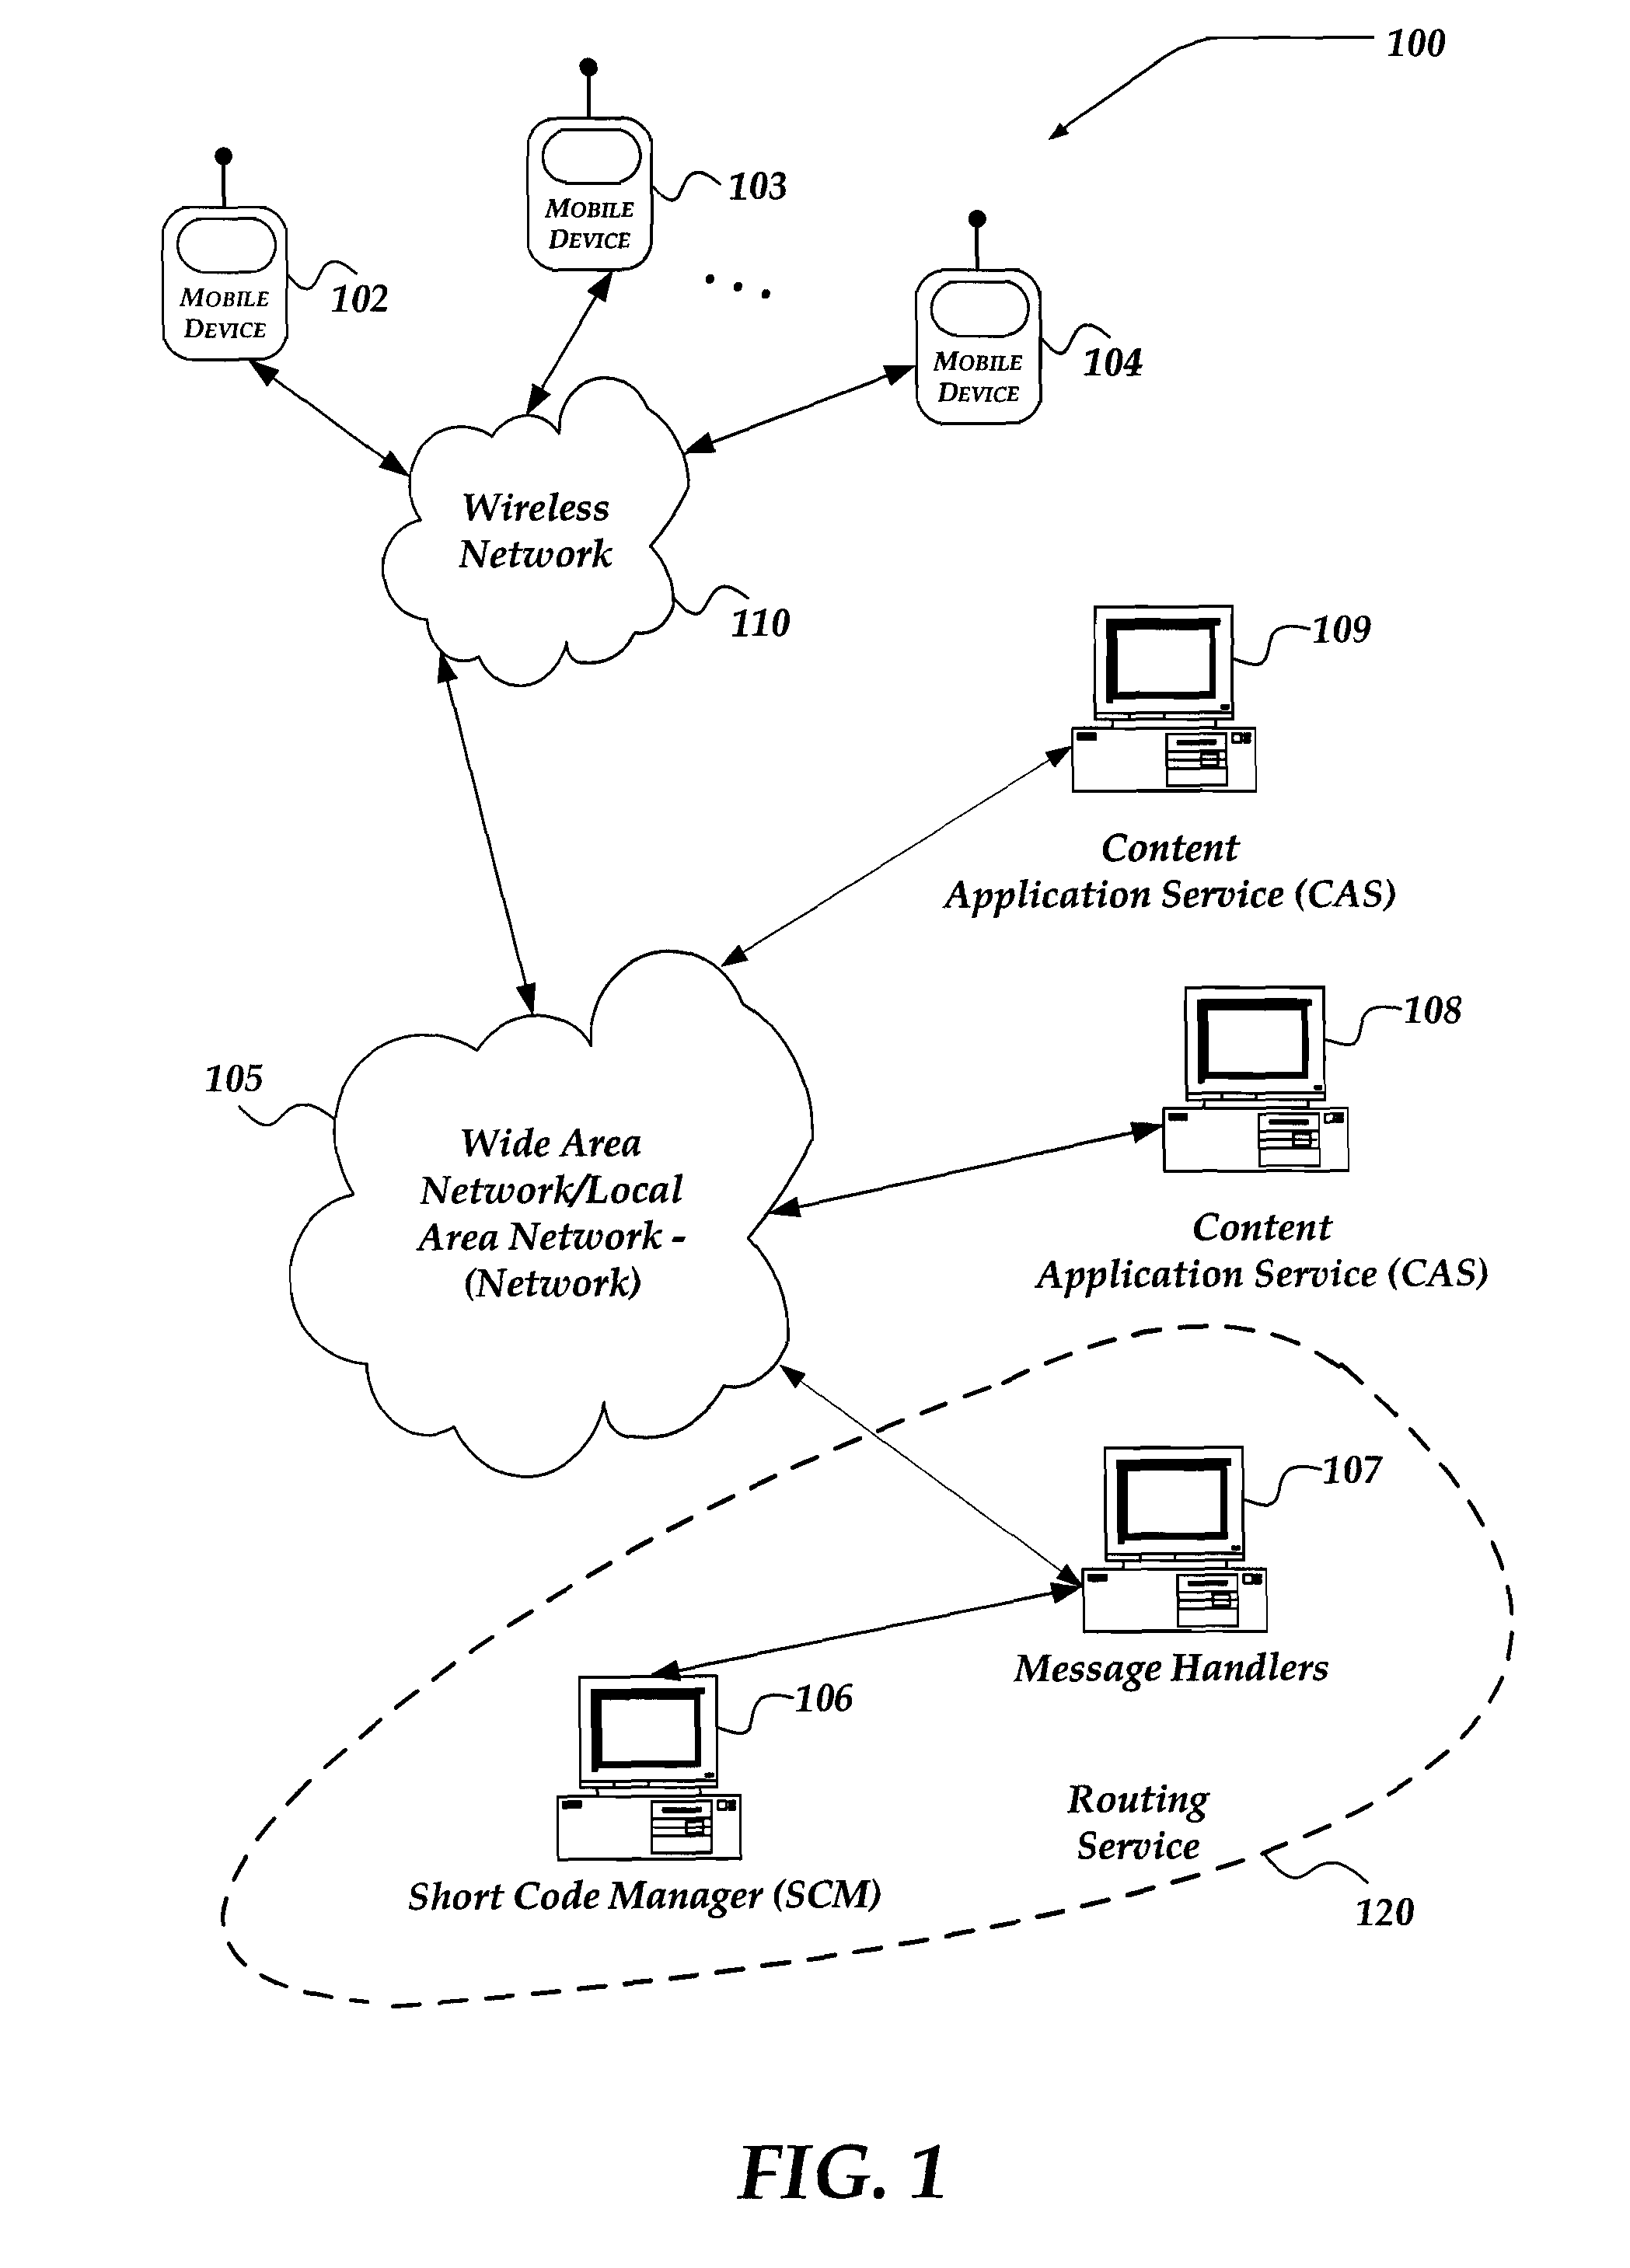 100
103
MOBILE
DEVICE
102
MOBILE
DEVICE
104
MOBILE
DEVICE
Wireless
Network
110
109
Content
Application Service (CAS)
108
105
Wide Area
Network/Local
Area Network -
(Network)
Content
Application Service (CAS)
107
Message Handlers
106
Routing
Service
Short Code Manager (SCM)
120
FIG. 1